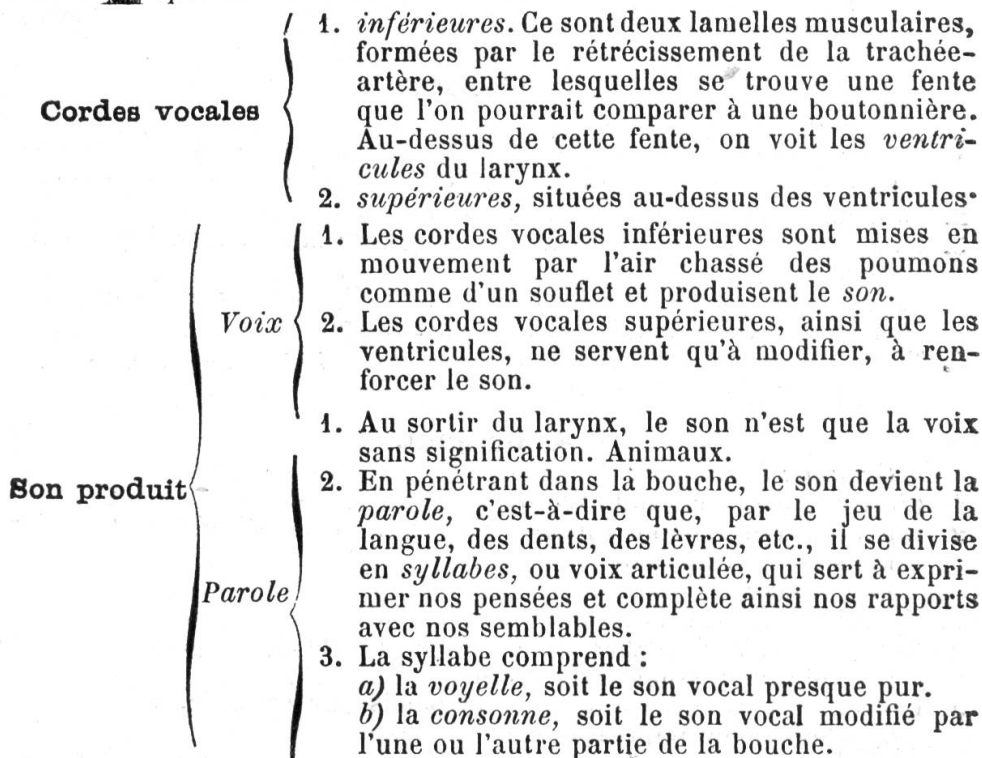 1. inférieures. Ce sont deux lamelles musculaires,
formées par le rétrécissement de la trachée-
artère, entre lesquelles se trouve une fente
Cordes vocales
que l'on pourrait comparer à une boutonnière.
Au-dessus de cette fente, on voit les ventri-
cules du larynx.
2. supérieures, situées au-dessus des ventricules.
1. Les cordes vocales inférieures sont mises en
mouvement par l'air chassé des poumons
comme d'un souflet et produisent le son.
Voix
2. Les cordes vocales supérieures, ainsi que les
ventricules, ne servent qu'à modifier, à ren-
forcer le son.
1. Au sortir du larynx, le son n'est que la voix
sans signification. Animaux.
Son produit
2. En pénétrant dans la bouche, le son devient la
parole, c'est-à-dire que, par le jeu de la
langue, des dents, des lèvres, etc., il se divise
en syllabes, ou voix articulée, qui sert à expri-
Parole
mer nos pensées et complète ainsi nos rapports
avec nos semblables.
3. La syllabe comprend :
a) la voyelle, soit le son vocal presque pur.
b) la consonne, soit le son vocal modifié par
l'une ou l'autre partie de la bouche.